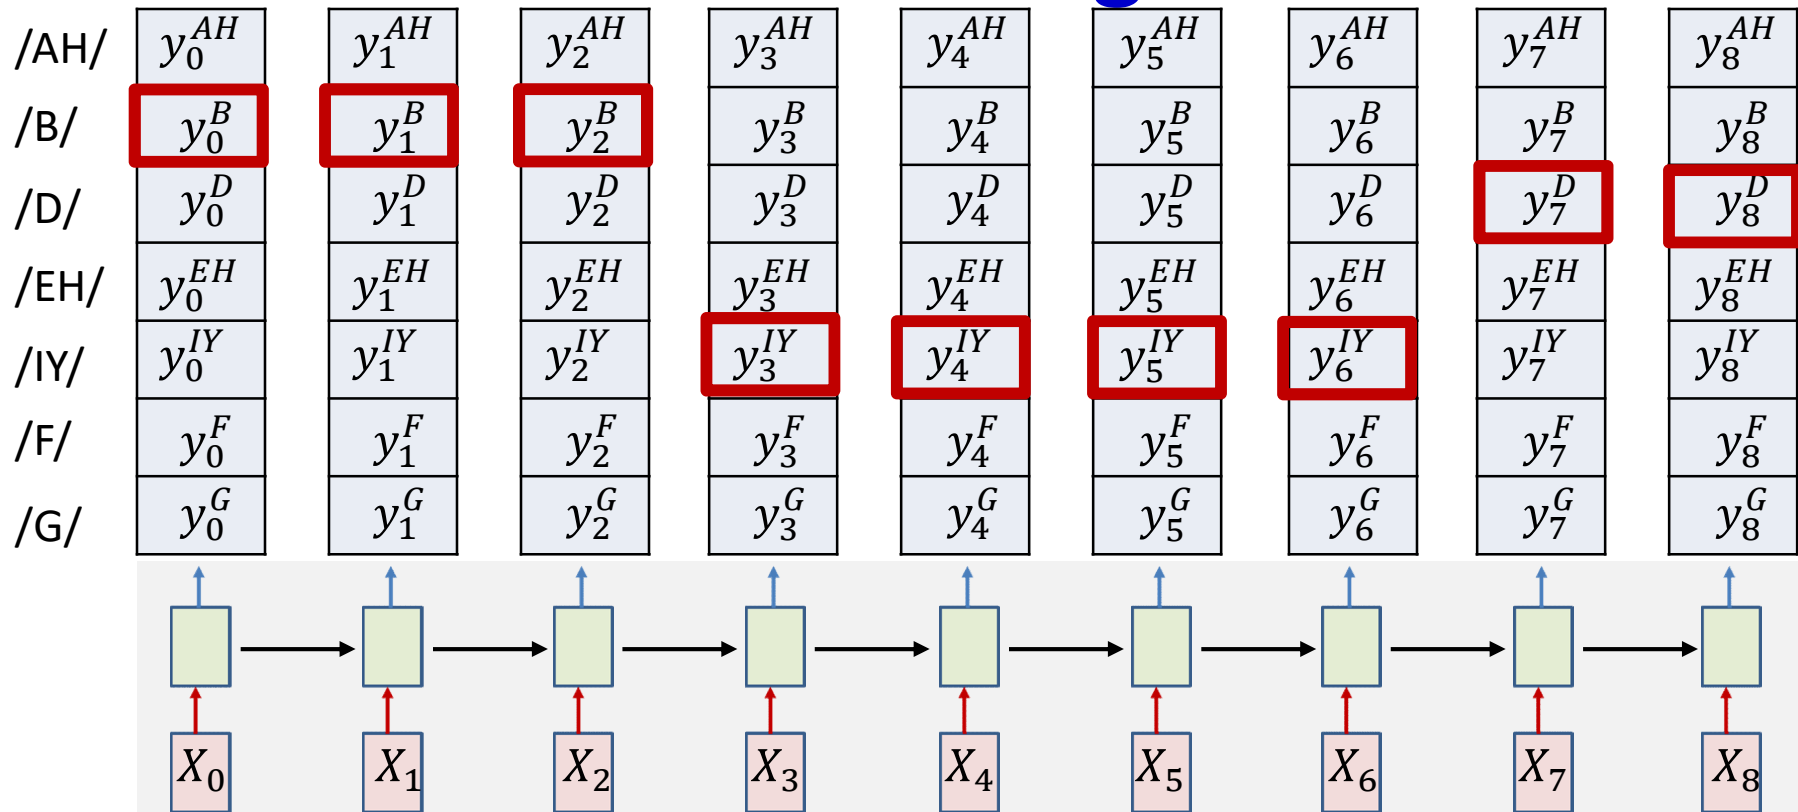 /AH/ y_0^{AH} y_1^{AH} y_2^{AH} y_3^{AH} y_4^{AH} y_5^{AH} y_6^{AH} y_7^{AH} y_8^{AH}
/B/ y_0^B y_1^B y_2^B y_3^B y_4^B y_5^B y_6^B y_7^B y_8^B
/D/ y_0^D y_1^D y_2^D y_3^D y_4^D y_5^D y_6^D y_7^D y_8^D
/EH/ y_0^{EH} y_1^{EH} y_2^{EH} y_3^{EH} y_4^{EH} y_5^{EH} y_6^{EH} y_7^{EH} y_8^{EH}
/IY/ y_0^{IY} y_1^{IY} y_2^{IY} y_3^{IY} y_4^{IY} y_5^{IY} y_6^{IY} y_7^{IY} y_8^{IY}
/F/ y_0^F y_1^F y_2^F y_3^F y_4^F y_5^F y_6^F y_7^F y_8^F
/G/ y_0^G y_1^G y_2^G y_3^G y_4^G y_5^G y_6^G y_7^G y_8^G
X_0 X_1 X_2 X_3 X_4 X_5 X_6 X_7 X_8